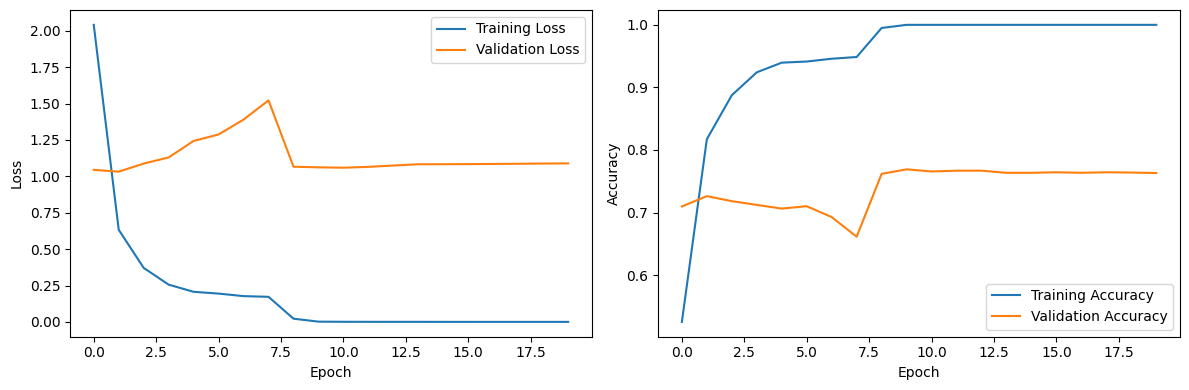 2.00
1.75
1.50
1.25
1.00
0.75
0.50
0.25
0.00
Loss
Training Loss
Validation Loss
0.0 2.5 5.0 7.5 10.0 12.5 15.0 17.5
Epoch
1.0
0.9
0.8
0.7
0.6
Accuracy
Training Accuracy
Validation Accuracy
0.0 2.5 5.0 7.5 10.0 12.5 15.0 17.5
Epoch